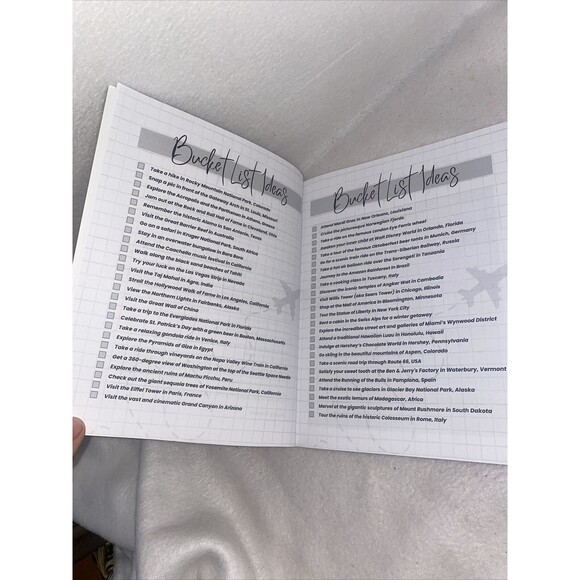 Bucket List Ideas
Take a hike in Rocky Mountain National Park, Colorado
Snap a pic in front of the Gateway Arch in St. Louis, Missouri
Explore the Acropolis and the Parthenon in Athens, Greece
Jam out at the Rock and Roll Hall of Fame in Cleveland, Ohio
Remember the historic Alamo in San Antonio, Texas
Visit the Great Barrier Reef in Australia
Go on a safari in Kruger National Park, South Africa
Stay in an overwater bungalow in Bora Bora
Attend the Coachella music festival in California
Walk along the black sand beaches of Tahiti
Try your luck on the Las Vegas Strip in Nevada
Visit the Taj Mahal in Agra, India
Stroll the Hollywood Walk of Fame in Los Angeles, California
View the Northern Lights in Fairbanks, Alaska
Visit the Great Wall of China
Take a trip to the Everglades National Park in Florida
Celebrate St. Patrick's Day with a green beer in Boston, Massachusetts
Take a relaxing gondola ride in Venice, Italy
Explore the Pyramids of Giza in Egypt
Take a ride through vineyards on the Napa Valley Wine Train in California
Get a 360-degree view of Washington at the top of the Seattle Space Needle
Explore the ancient ruins of Machu Picchu, Peru
Check out the giant sequoia trees of Yosemite National Park, California
Visit the Eiffel Tower in Paris, France
Visit the vast and cinematic Grand Canyon in Arizona
Bucket List Ideas
Attend Mardi Gras in New Orleans, Louisiana
Cruise the picturesque Norwegian Fjords
Take a ride on the famous London Eye Ferris wheel
Awaken your inner child at Walt Disney World in Orlando, Florida
Take a tour of the famous Oktoberfest beer tents in Munich, Germany
Go for a scenic train ride on the Trans-Siberian Railway, Russia
Take a hot air balloon ride over the Serengeti in Tanzania
Journey to the Amazon Rainforest in Brazil
Take a cooking class in Tuscany, Italy
Discover the iconic temples of Angkor Wat in Cambodia
Visit Willis Tower (aka Sears Tower) in Chicago, Illinois
Shop at the Mall of America in Bloomington, Minnesota
Tour the Statue of Liberty in New York City
Rent a cabin in the Swiss Alps for a winter getaway
Explore the incredible street art and galleries of Miami's Wynwood District
Attend a traditional Hawaiian Luau in Honolulu, Hawaii
Indulge at Hershey's Chocolate World in Hershey, Pennsylvania
Go skiing in the beautiful mountains of Aspen, Colorado
Take a scenic road trip through Route 66, USA
Satisfy your sweet tooth at the Ben & Jerry's Factory in Waterbury, Vermont
Attend the Running of the Bulls in Pamplona, Spain
Take a cruise to see glaciers in Glacier Bay National Park, Alaska
Meet the exotic lemurs of Madagascar, Africa
Marvel at the gigantic sculptures of Mount Rushmore in South Dakota
Tour the ruins of the historic Colosseum in Rome, Italy